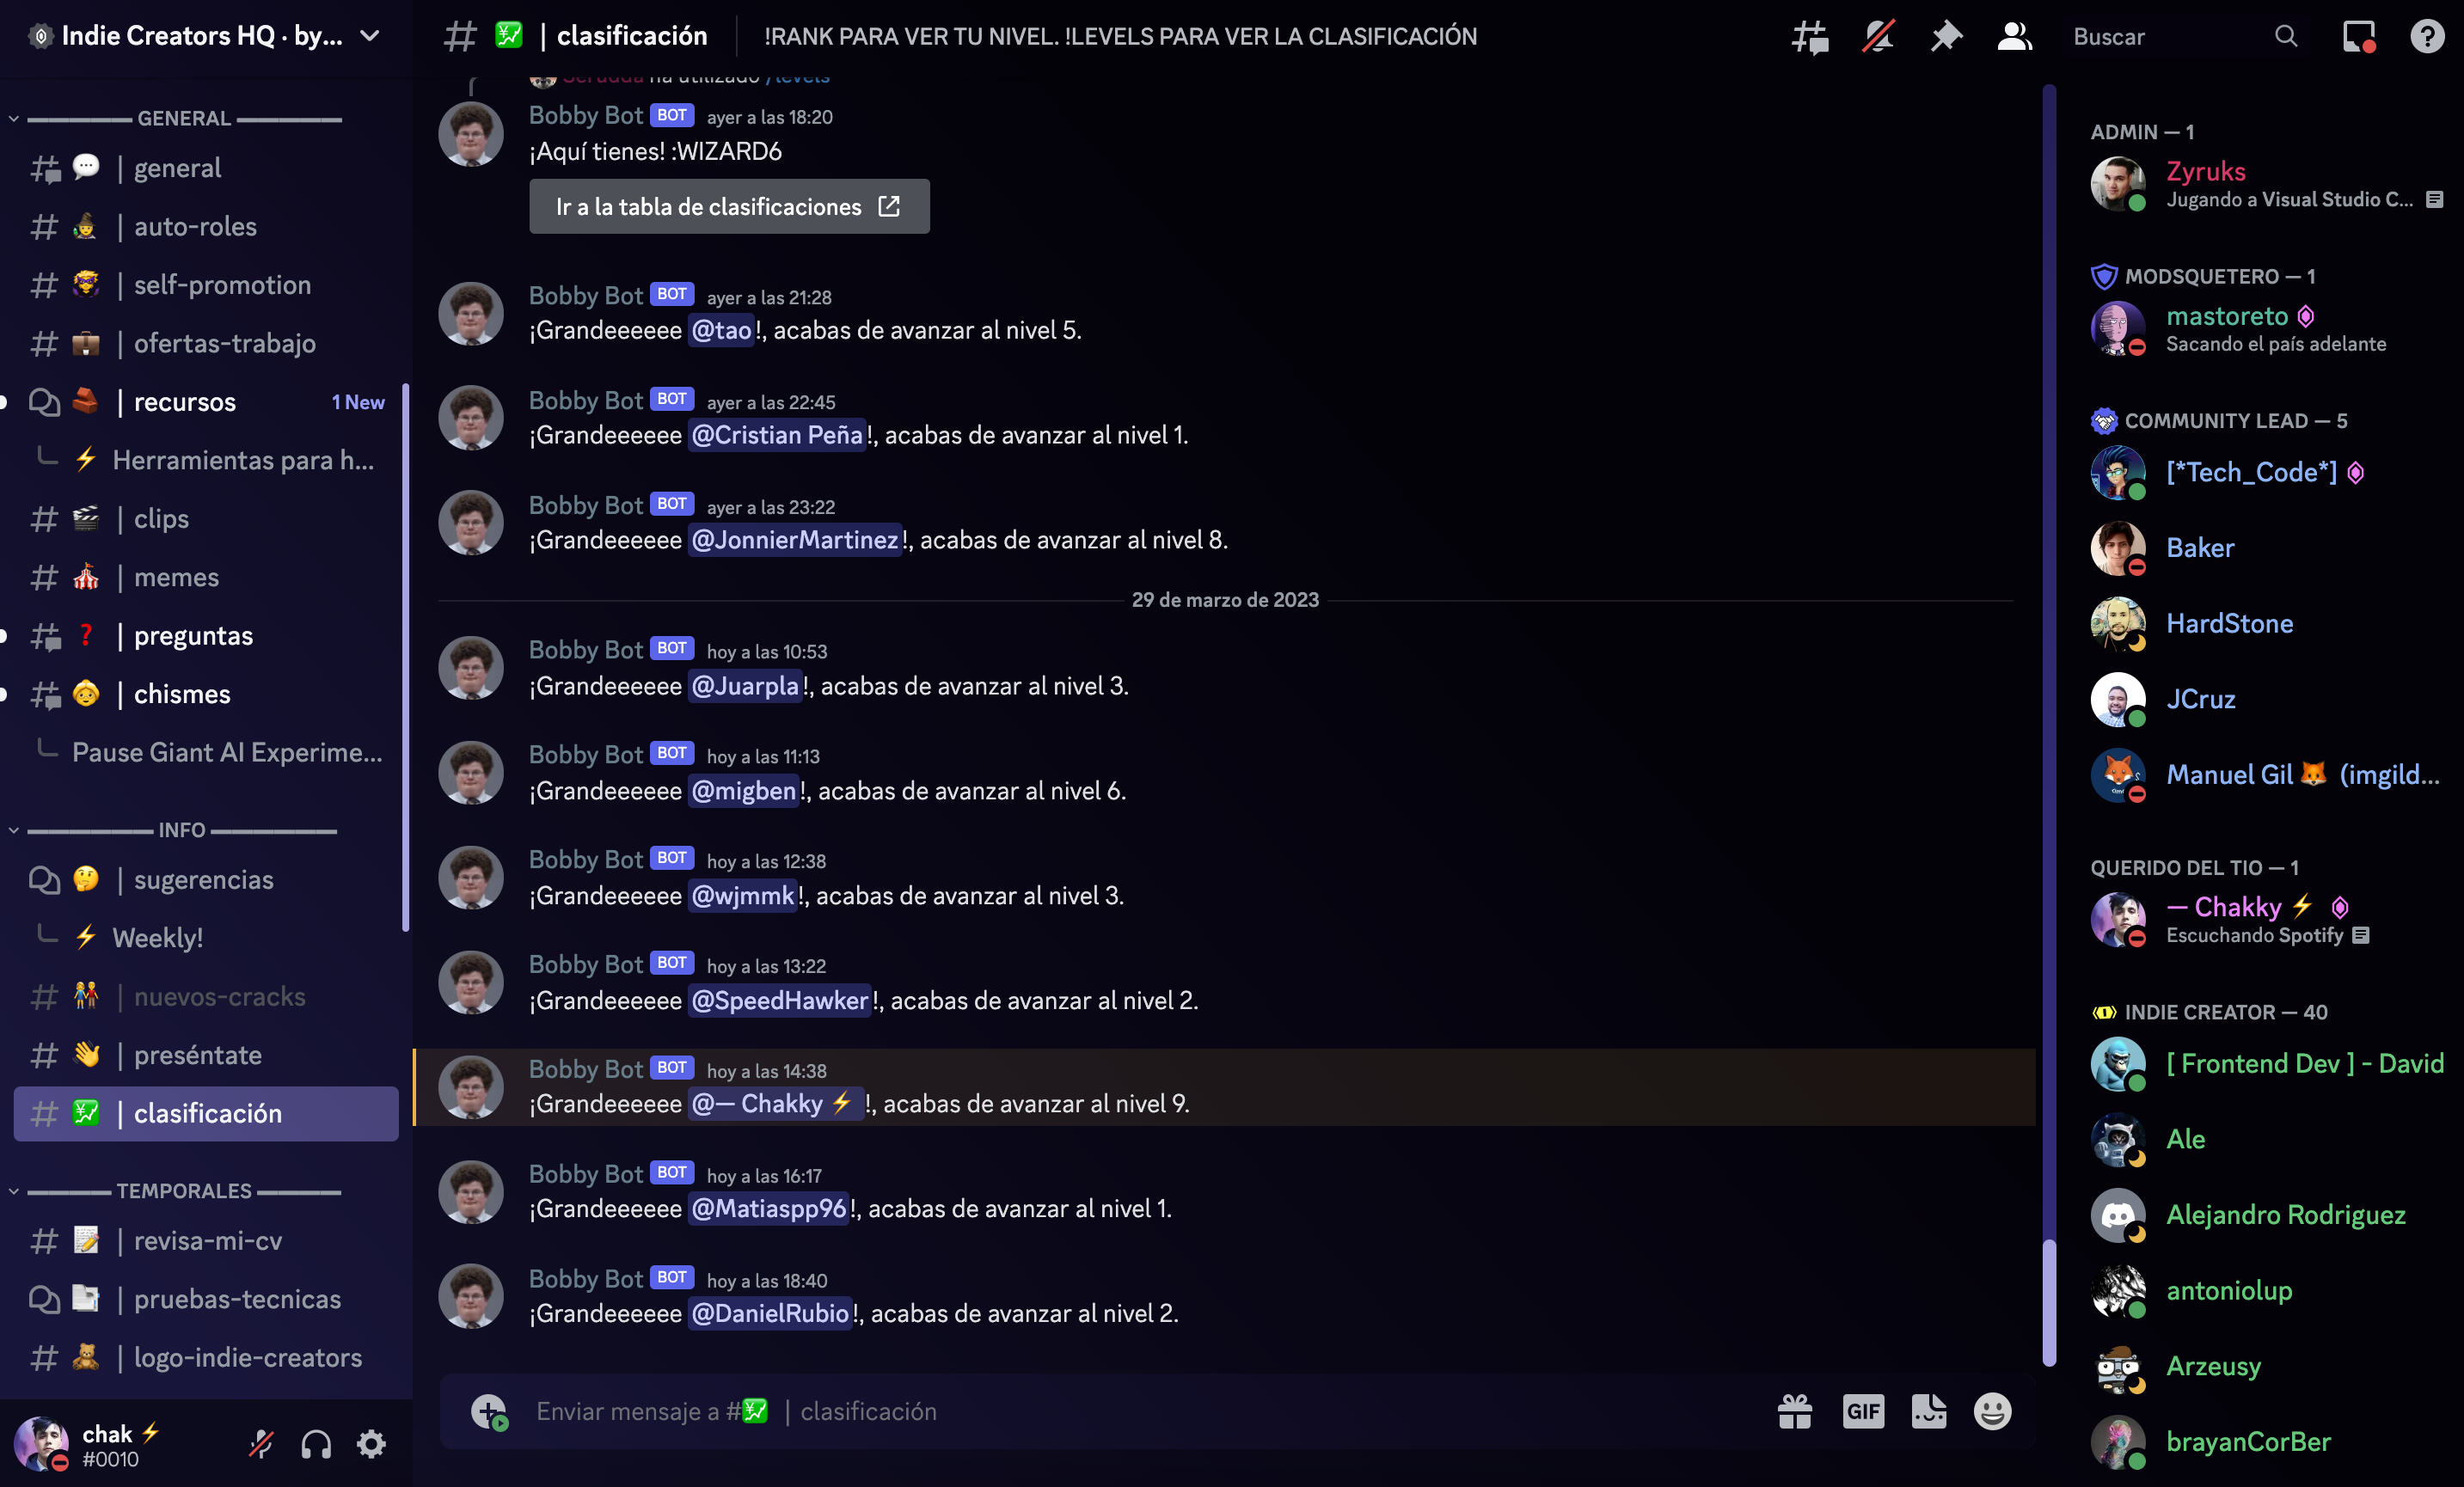 Indie Creators HQ · by...
GENERAL
| general
| auto-roles
| self-promotion
| ofertas-trabajo
| recursos 1 New
Herramientas para h...
| clips
| memes
| preguntas
| chismes
Pause Giant AI Experime...
INFO
| sugerencias
Weekly!
| nuevos-cracks
| preséntate
| clasificación
TEMPORALES
| revisa-mi-cv
| pruebas-tecnicas
| logo-indie-creators
chak ⚡
#0010
# | clasificación !RANK PARA VER TU NIVEL. !LEVELS PARA VER LA CLASIFICACIÓN
Buscar
Serudda ha utilizado /levels
Bobby Bot BOT ayer a las 18:20
¡Aquí tienes! :WIZARD6
Ir a la tabla de clasificaciones
Bobby Bot BOT ayer a las 21:28
¡Grandeeeeee @tao!, acabas de avanzar al nivel 5.
Bobby Bot BOT ayer a las 22:45
¡Grandeeeeee @Cristian Peña!, acabas de avanzar al nivel 1.
Bobby Bot BOT ayer a las 23:22
¡Grandeeeeee @JonnierMartinez!, acabas de avanzar al nivel 8.
29 de marzo de 2023
Bobby Bot BOT hoy a las 10:53
¡Grandeeeeee @Juarpla!, acabas de avanzar al nivel 3.
Bobby Bot BOT hoy a las 11:13
¡Grandeeeeee @migben!, acabas de avanzar al nivel 6.
Bobby Bot BOT hoy a las 12:38
¡Grandeeeeee @wjmmk!, acabas de avanzar al nivel 3.
Bobby Bot BOT hoy a las 13:22
¡Grandeeeeee @SpeedHawker!, acabas de avanzar al nivel 2.
Bobby Bot BOT hoy a las 14:38
¡Grandeeeeee @— Chakky ⚡ !, acabas de avanzar al nivel 9.
Bobby Bot BOT hoy a las 16:17
¡Grandeeeeee @Matiaspp96!, acabas de avanzar al nivel 1.
Bobby Bot BOT hoy a las 18:40
¡Grandeeeeee @DanielRubio!, acabas de avanzar al nivel 2.
Enviar mensaje a # | clasificación
GIF
ADMIN — 1
Zyruks
Jugando a Visual Studio C...
MODSQUETERO — 1
mastoreto
Sacando el país adelante
COMMUNITY LEAD — 5
[*Tech_Code*]
Baker
HardStone
JCruz
Manuel Gil 🦊 (imgild...
QUERIDO DEL TIO — 1
— Chakky ⚡
Escuchando Spotify
INDIE CREATOR — 40
[ Frontend Dev ] - David
Ale
Alejandro Rodriguez
antoniolup
Arzeusy
brayanCorBer